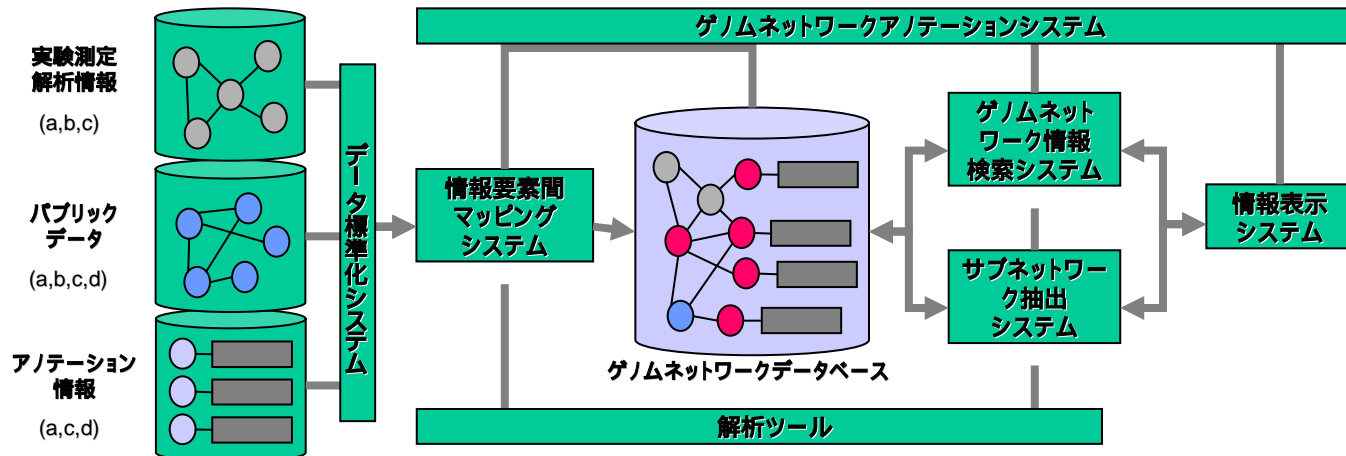 ゲノムネットワークアノテーションシステム
実験測定
解析情報
(a,b,c)
パブリック
データ
(a,b,c,d)
アノテーション
情報
(a,c,d)
データ標準化システム
情報要素間
マッピング
システム
ゲノムネットワークデータベース
ゲノムネット
ワーク情報
検索システム
サブネットワー
ク抽出
システム
情報表示
システム
解析ツール